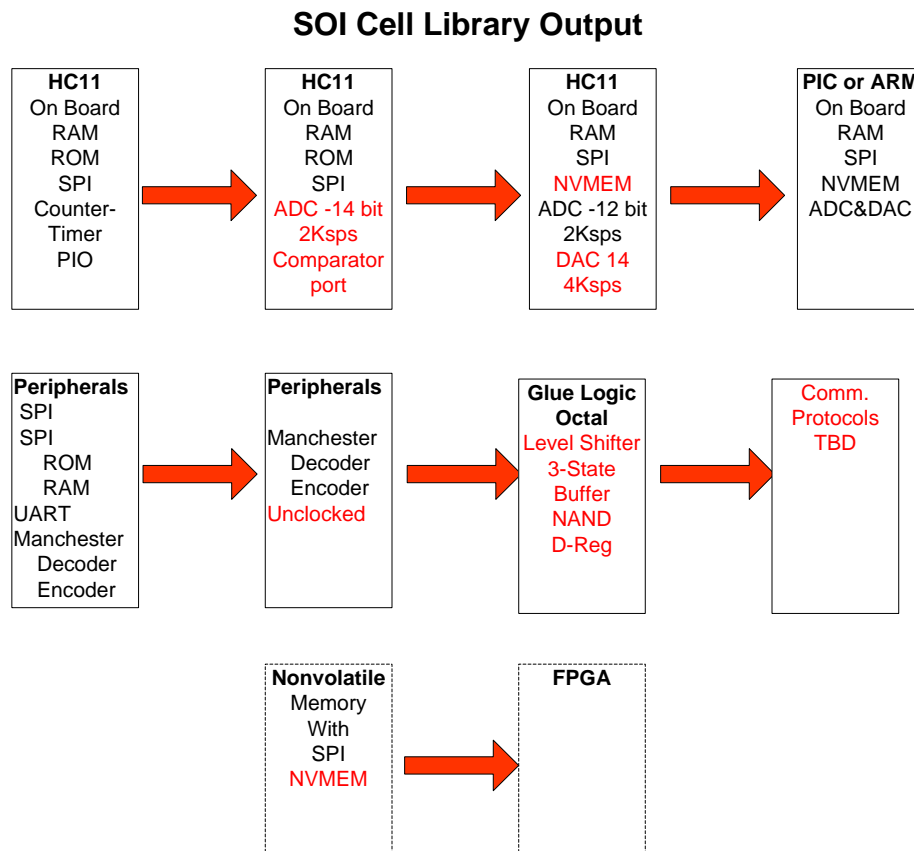 SOI Cell Library Output
HC11
On Board
RAM
ROM
SPI
Counter-
Timer
PIO
HC11
On Board
RAM
ROM
SPI
ADC -14 bit
2Ksps
Comparator
port
HC11
On Board
RAM
SPI
NVMEM
ADC -12 bit
2Ksps
DAC 14
4Ksps
PIC or ARM
On Board
RAM
SPI
NVMEM
ADC&DAC
Peripherals
SPI
SPI
ROM
RAM
UART
Manchester
Decoder
Encoder
Peripherals
Manchester
Decoder
Encoder
Unclocked
Glue Logic
Octal
Level Shifter
3-State
Buffer
NAND
D-Reg
Comm.
Protocols
TBD
Nonvolatile
Memory
With
SPI
NVMEM
FPGA